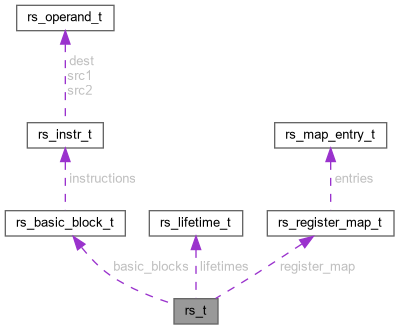 rs_operand_t
dest
src1
src2
rs_instr_t
rs_map_entry_t
instructions
entries
rs_basic_block_t
rs_lifetime_t
rs_register_map_t
basic_blocks
lifetimes
register_map
rs_t